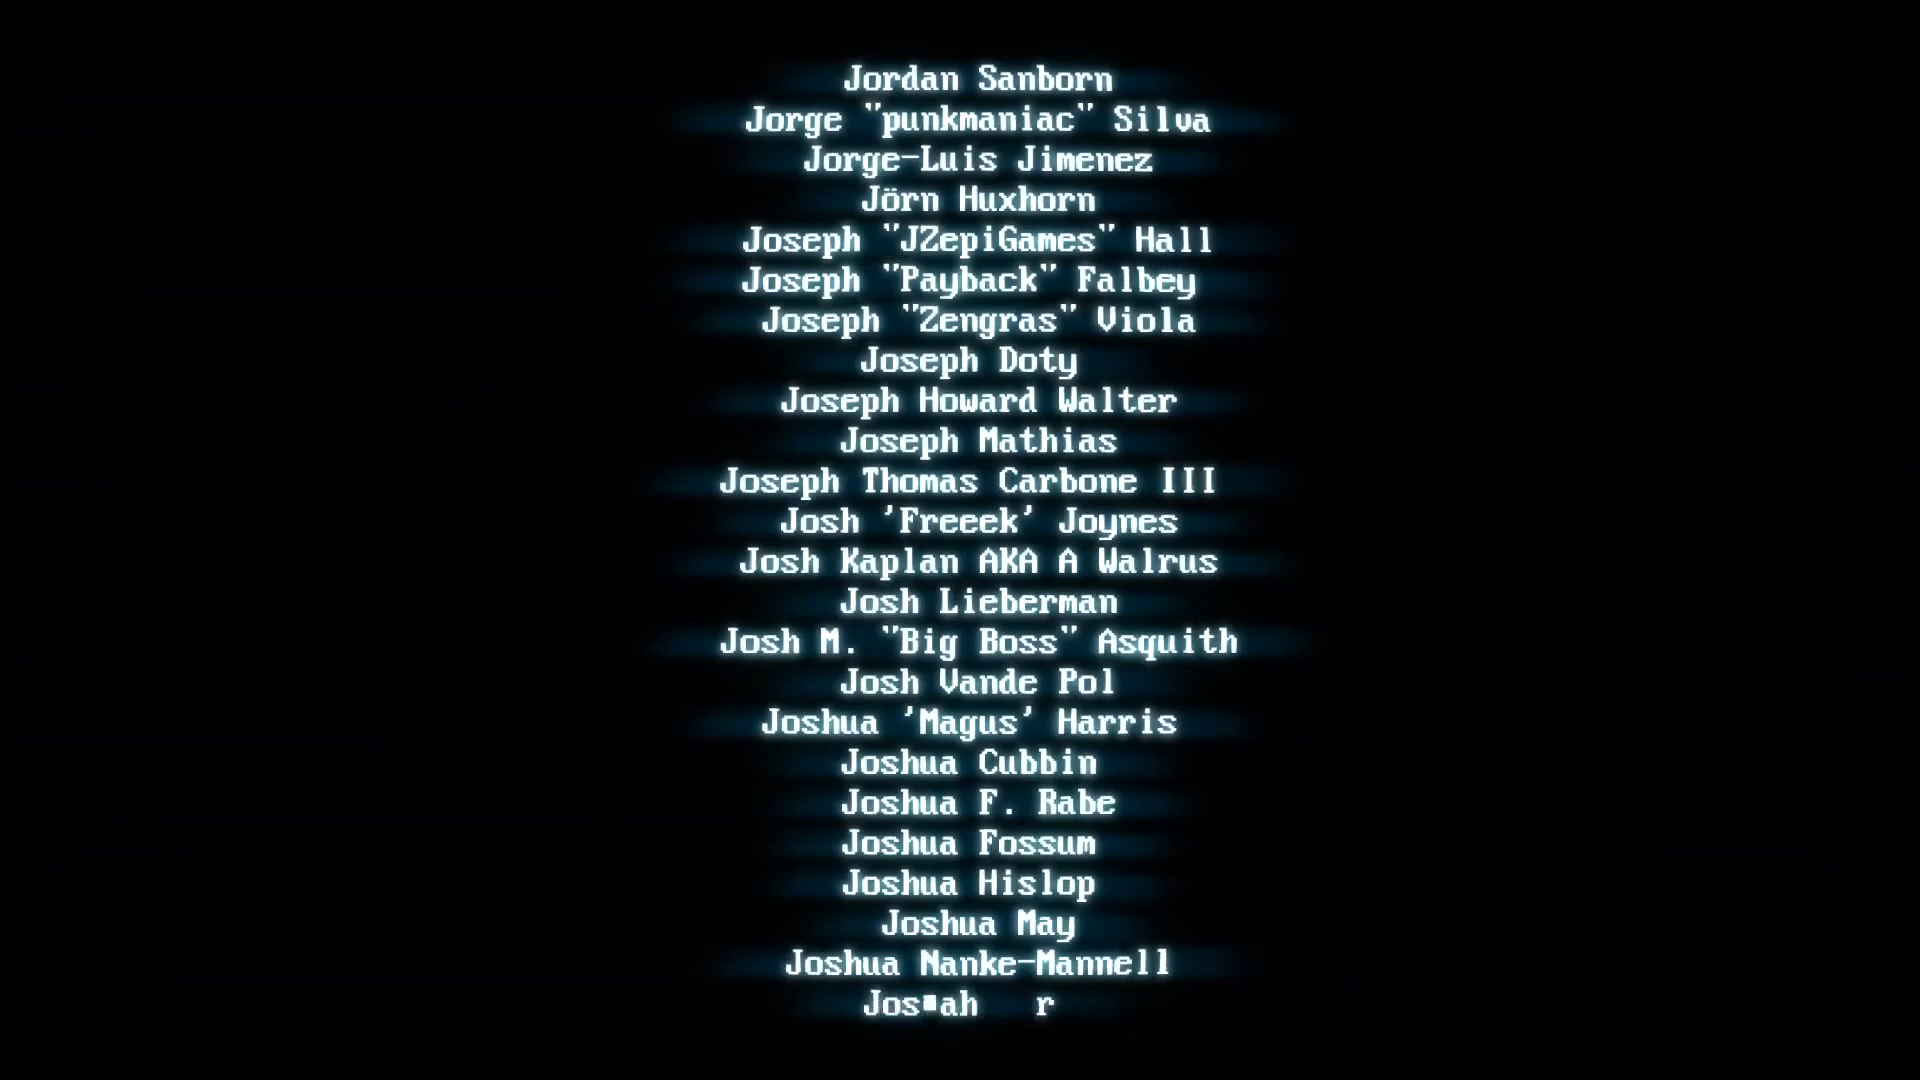 Jordan Sanborn
Jorge "punkmaniac" Silva
Jorge-Luis Jimenez
Jörn Huxhorn
Joseph "JZepiGames" Hall
Joseph "Payback" Falbey
Joseph "Zengras" Viola
Joseph Doty
Joseph Howard Walter
Joseph Mathias
Joseph Thomas Carbone III
Josh 'Freeek' Joynes
Josh Kaplan AKA A Walrus
Josh Lieberman
Josh M. "Big Boss" Asquith
Josh Vande Pol
Joshua 'Magus' Harris
Joshua Cubbin
Joshua F. Rabe
Joshua Fossum
Joshua Hislop
Joshua May
Joshua Nanke-Mannell